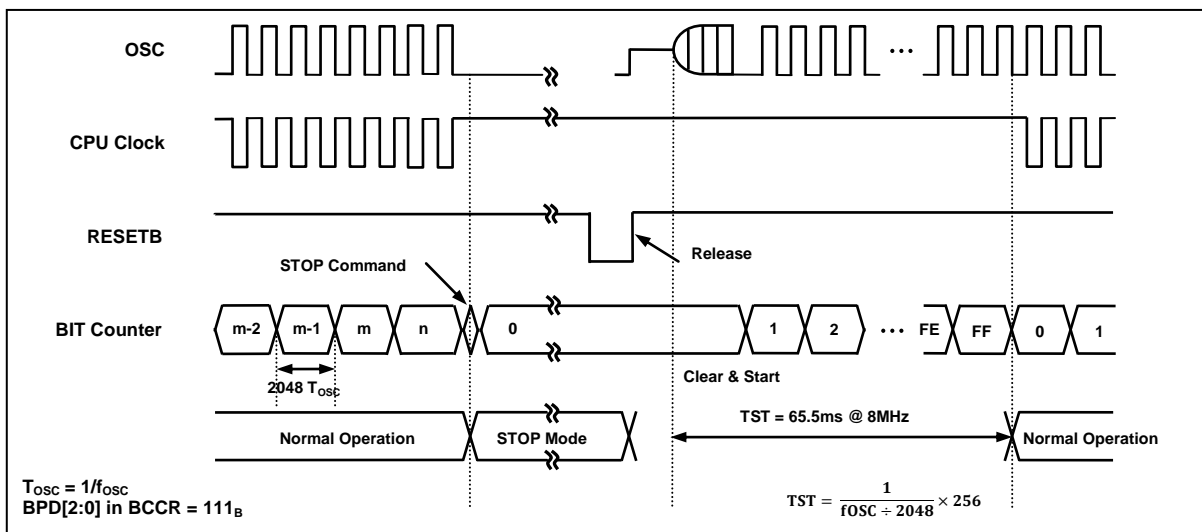 OSC
CPU Clock
RESETB
Release
STOP Command
BIT Counter
m-2 m-1 m n 0 1 2 FE FF 0 1
2048 TOSC
Clear & Start
TST = 65.5ms @ 8MHz
Normal Operation STOP Mode Normal Operation
TOSC = 1/fOSC
BPD[2:0] in BCCR = 111B
TST = 1 / (fOSC ÷ 2048) × 256